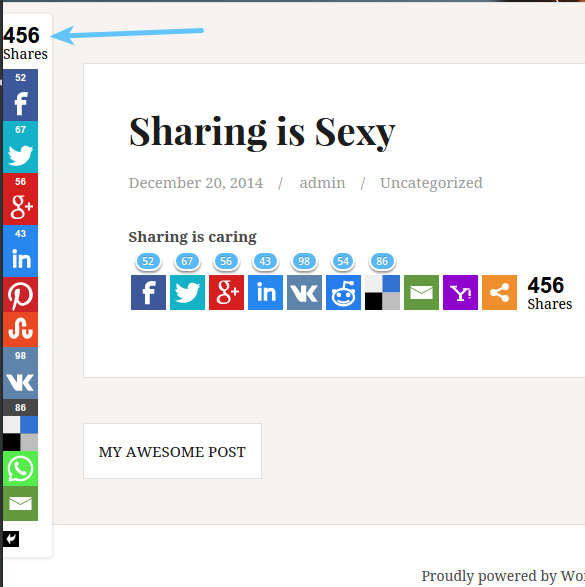 456
Shares
52
67
56
43
98
86
Sharing is Sexy
December 20, 2014 / admin / Uncategorized
Sharing is caring
52 67 56 43 98 54 86
456
Shares
MY AWESOME POST
Proudly powered by Wo